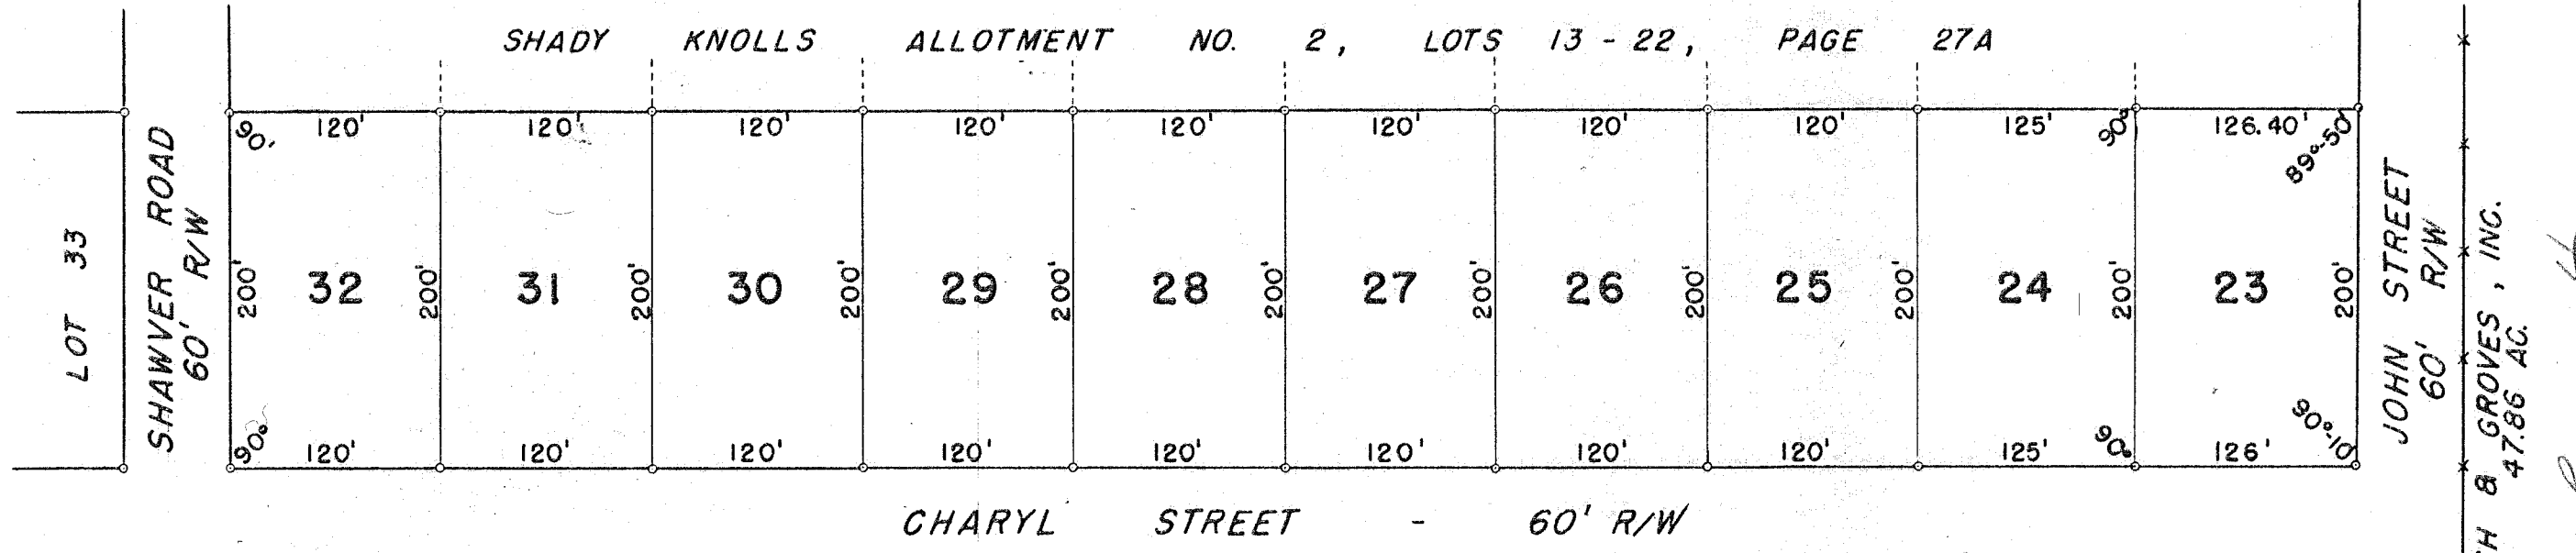 SHADY KNOLLS ALLOTMENT NO. 2, LOTS 13 - 22, PAGE 27A
LOT 33
SHAWVER ROAD
60' R/W
90° 120' 120' 120' 120' 120' 120' 120' 120' 125' 90° 126.40' 89°-50'
200' 32 200' 31 200' 30 200' 29 200' 28 200' 27 200' 26 200' 25 200' 24 200' 23 200'
90° 120' 120' 120' 120' 120' 120' 120' 120' 125' 90° 126' 90°-10'
JOHN STREET
60' R/W
& GROVES, INC.
47.86 AC.
CHARYL STREET - 60' R/W